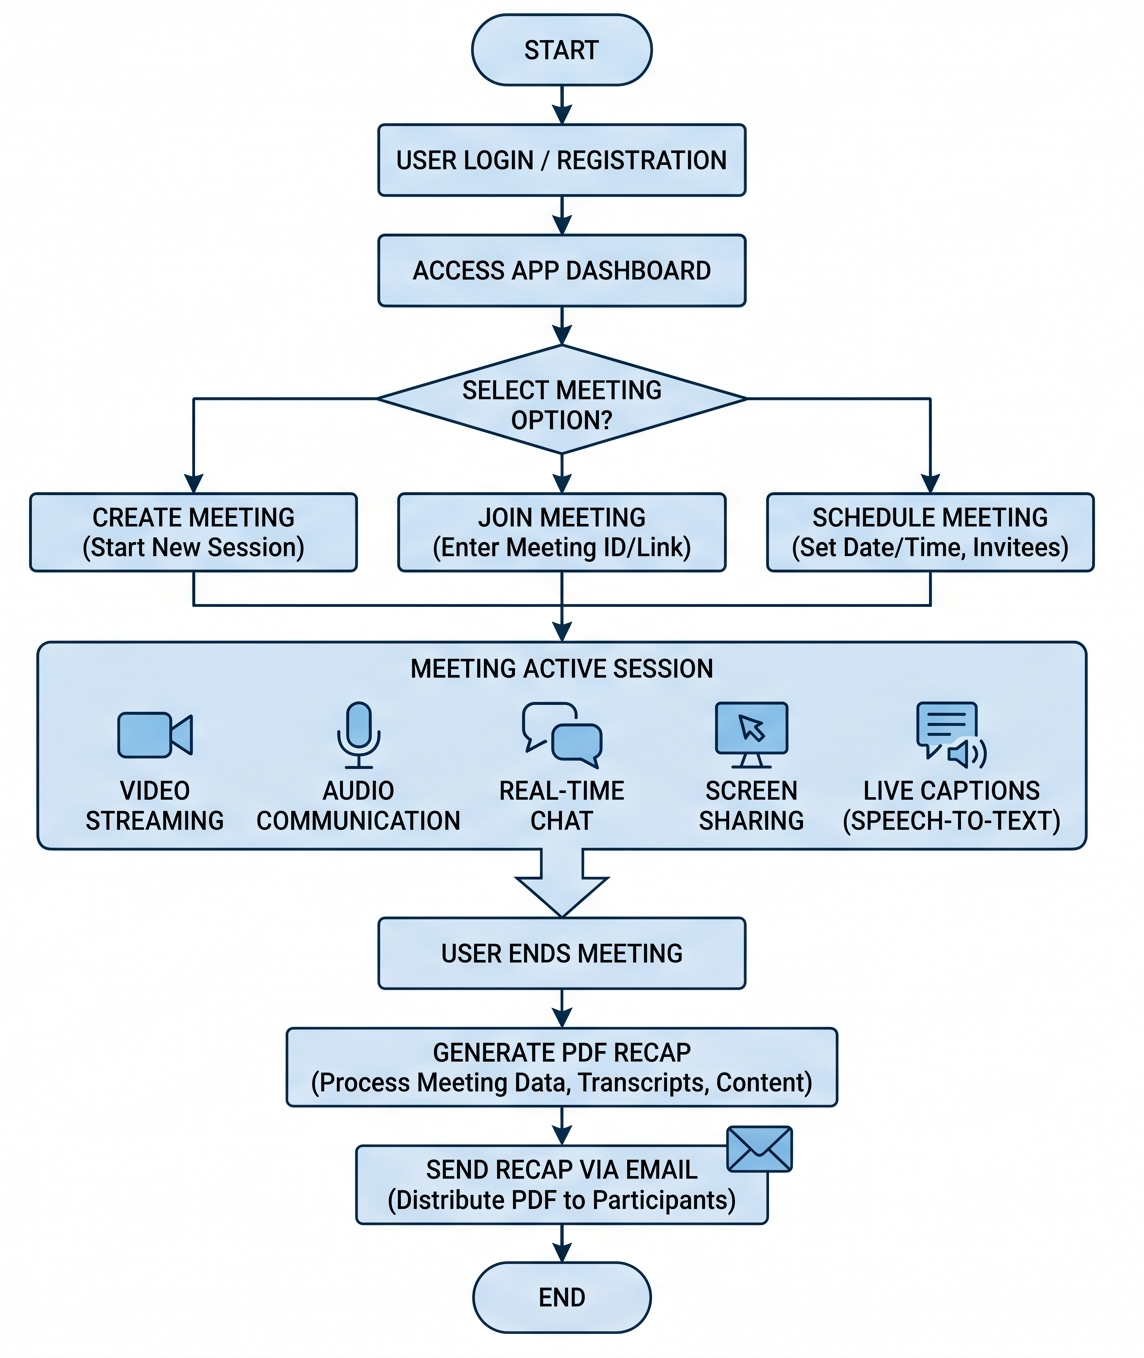 START
USER LOGIN / REGISTRATION
ACCESS APP DASHBOARD
SELECT MEETING
OPTION?
CREATE MEETING
(Start New Session)
JOIN MEETING
(Enter Meeting ID/Link)
SCHEDULE MEETING
(Set Date/Time, Invitees)
MEETING ACTIVE SESSION
VIDEO
STREAMING
AUDIO
COMMUNICATION
REAL-TIME
CHAT
SCREEN
SHARING
LIVE CAPTIONS
(SPEECH-TO-TEXT)
USER ENDS MEETING
GENERATE PDF RECAP
(Process Meeting Data, Transcripts, Content)
SEND RECAP VIA EMAIL
(Distribute PDF to Participants)
END